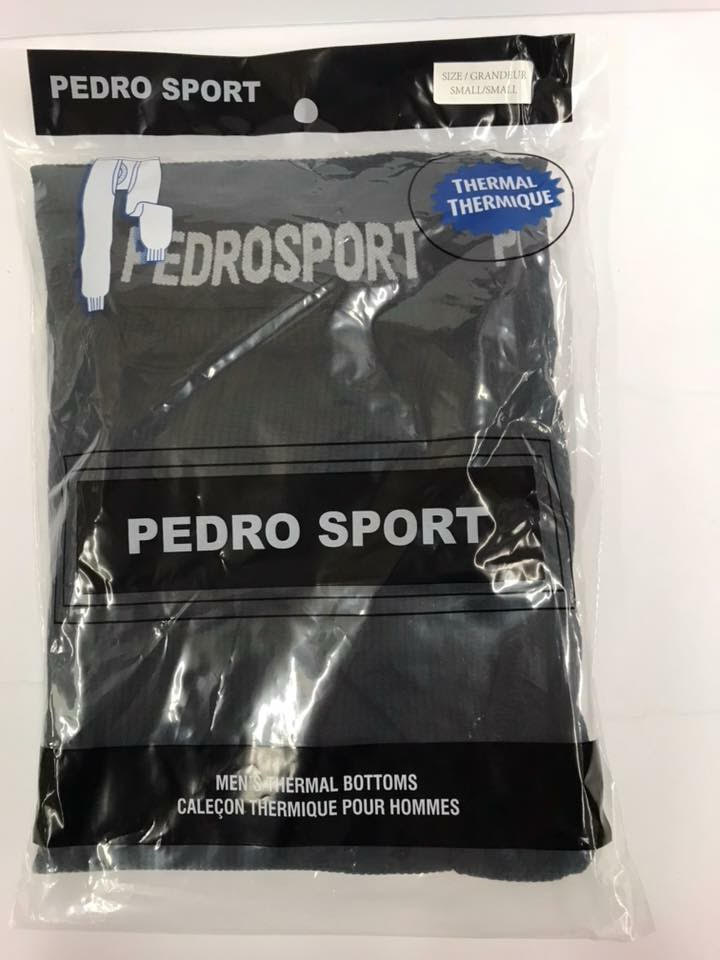 PEDRO SPORT
SIZE / GRANDEUR
SMALL/SMALL
THERMAL
THERMIQUE
PEDROSPORT
PEDRO SPORT
MEN'S THERMAL BOTTOMS
CALEÇON THERMIQUE POUR HOMMES